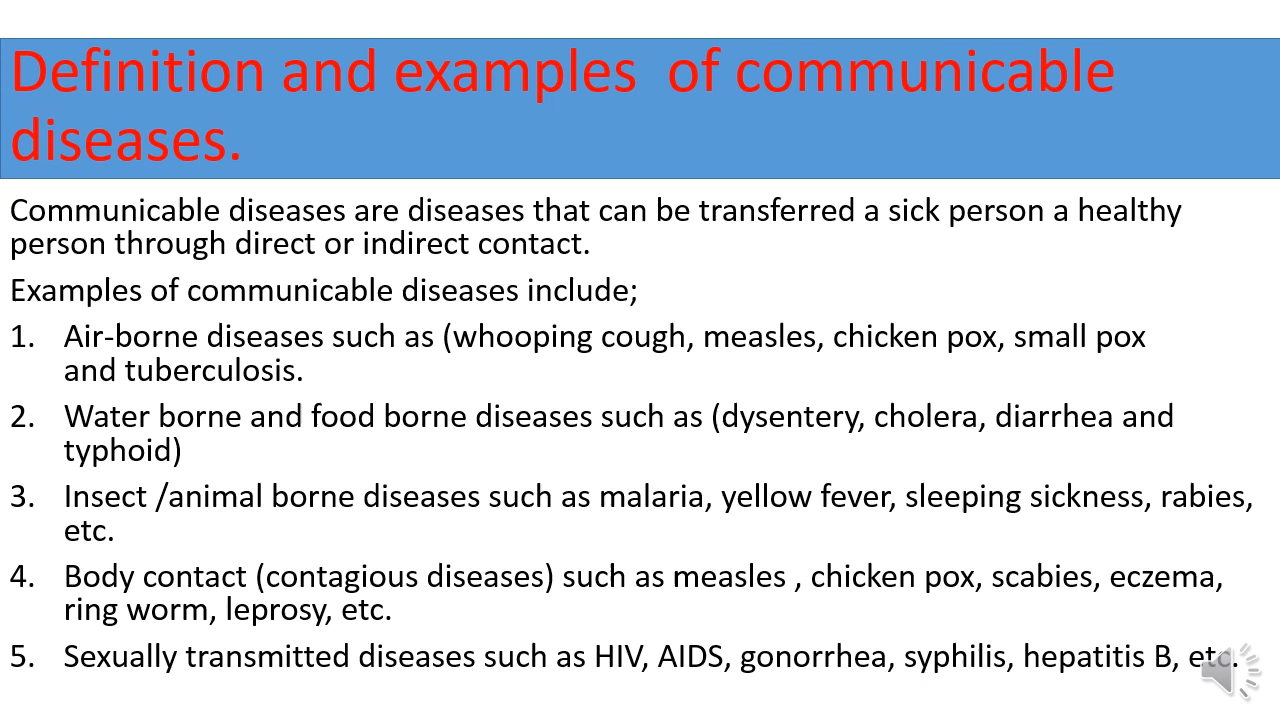 Definition and examples  of communicable
diseases.
Communicable diseases are diseases that can be transferred a sick person a healthy
person through direct or indirect contact.
Examples of communicable diseases include;
1. Air-borne diseases such as (whooping cough, measles, chicken pox, small pox
and tuberculosis.
2. Water borne and food borne diseases such as (dysentery, cholera, diarrhea and
typhoid)
3. Insect /animal borne diseases such as malaria, yellow fever, sleeping sickness, rabies,
etc.
4. Body contact (contagious diseases) such as measles , chicken pox, scabies, eczema,
ring worm, leprosy, etc.
5. Sexually transmitted diseases such as HIV, AIDS, gonorrhea, syphilis, hepatitis B, etc.